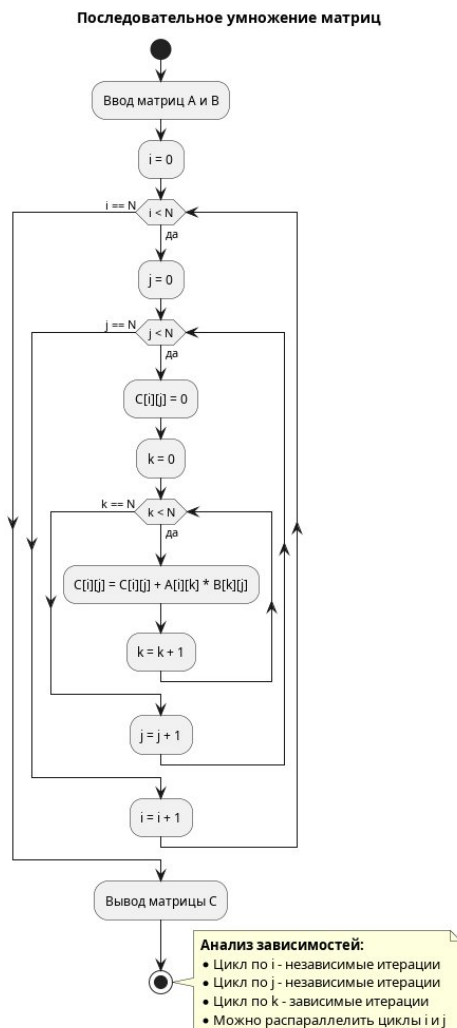 Последовательное умножение матриц
Ввод матриц A и B
i = 0
i == N
i < N
да
j = 0
j == N
j < N
да
C[i][j] = 0
k = 0
k == N
k < N
да
C[i][j] = C[i][j] + A[i][k] * B[k][j]
k = k + 1
j = j + 1
i = i + 1
Вывод матрицы C
Анализ зависимостей:
• Цикл по i - независимые итерации
• Цикл по j - независимые итерации
• Цикл по k - зависимые итерации
• Можно распараллелить циклы i и j